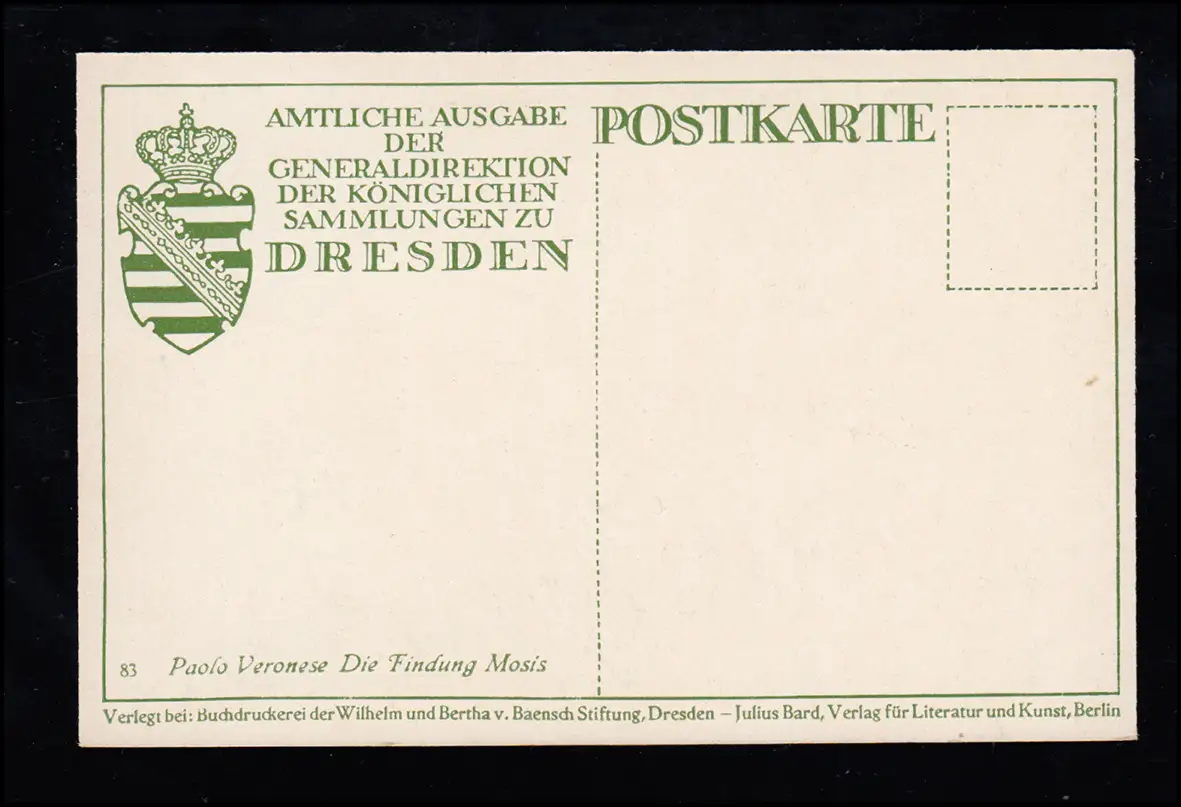 AMTLICHE AUSGABE
DER
GENERALDIREKTION
DER KÖNIGLICHEN
SAMMLUNGEN ZU
DRESDEN
POSTKARTE
83 Paolo Veronese Die Findung Mosis
Verlegt bei: Buchdruckerei der Wilhelm und Bertha v. Baensch Stiftung, Dresden – Julius Bard, Verlag für Literatur und Kunst, Berlin